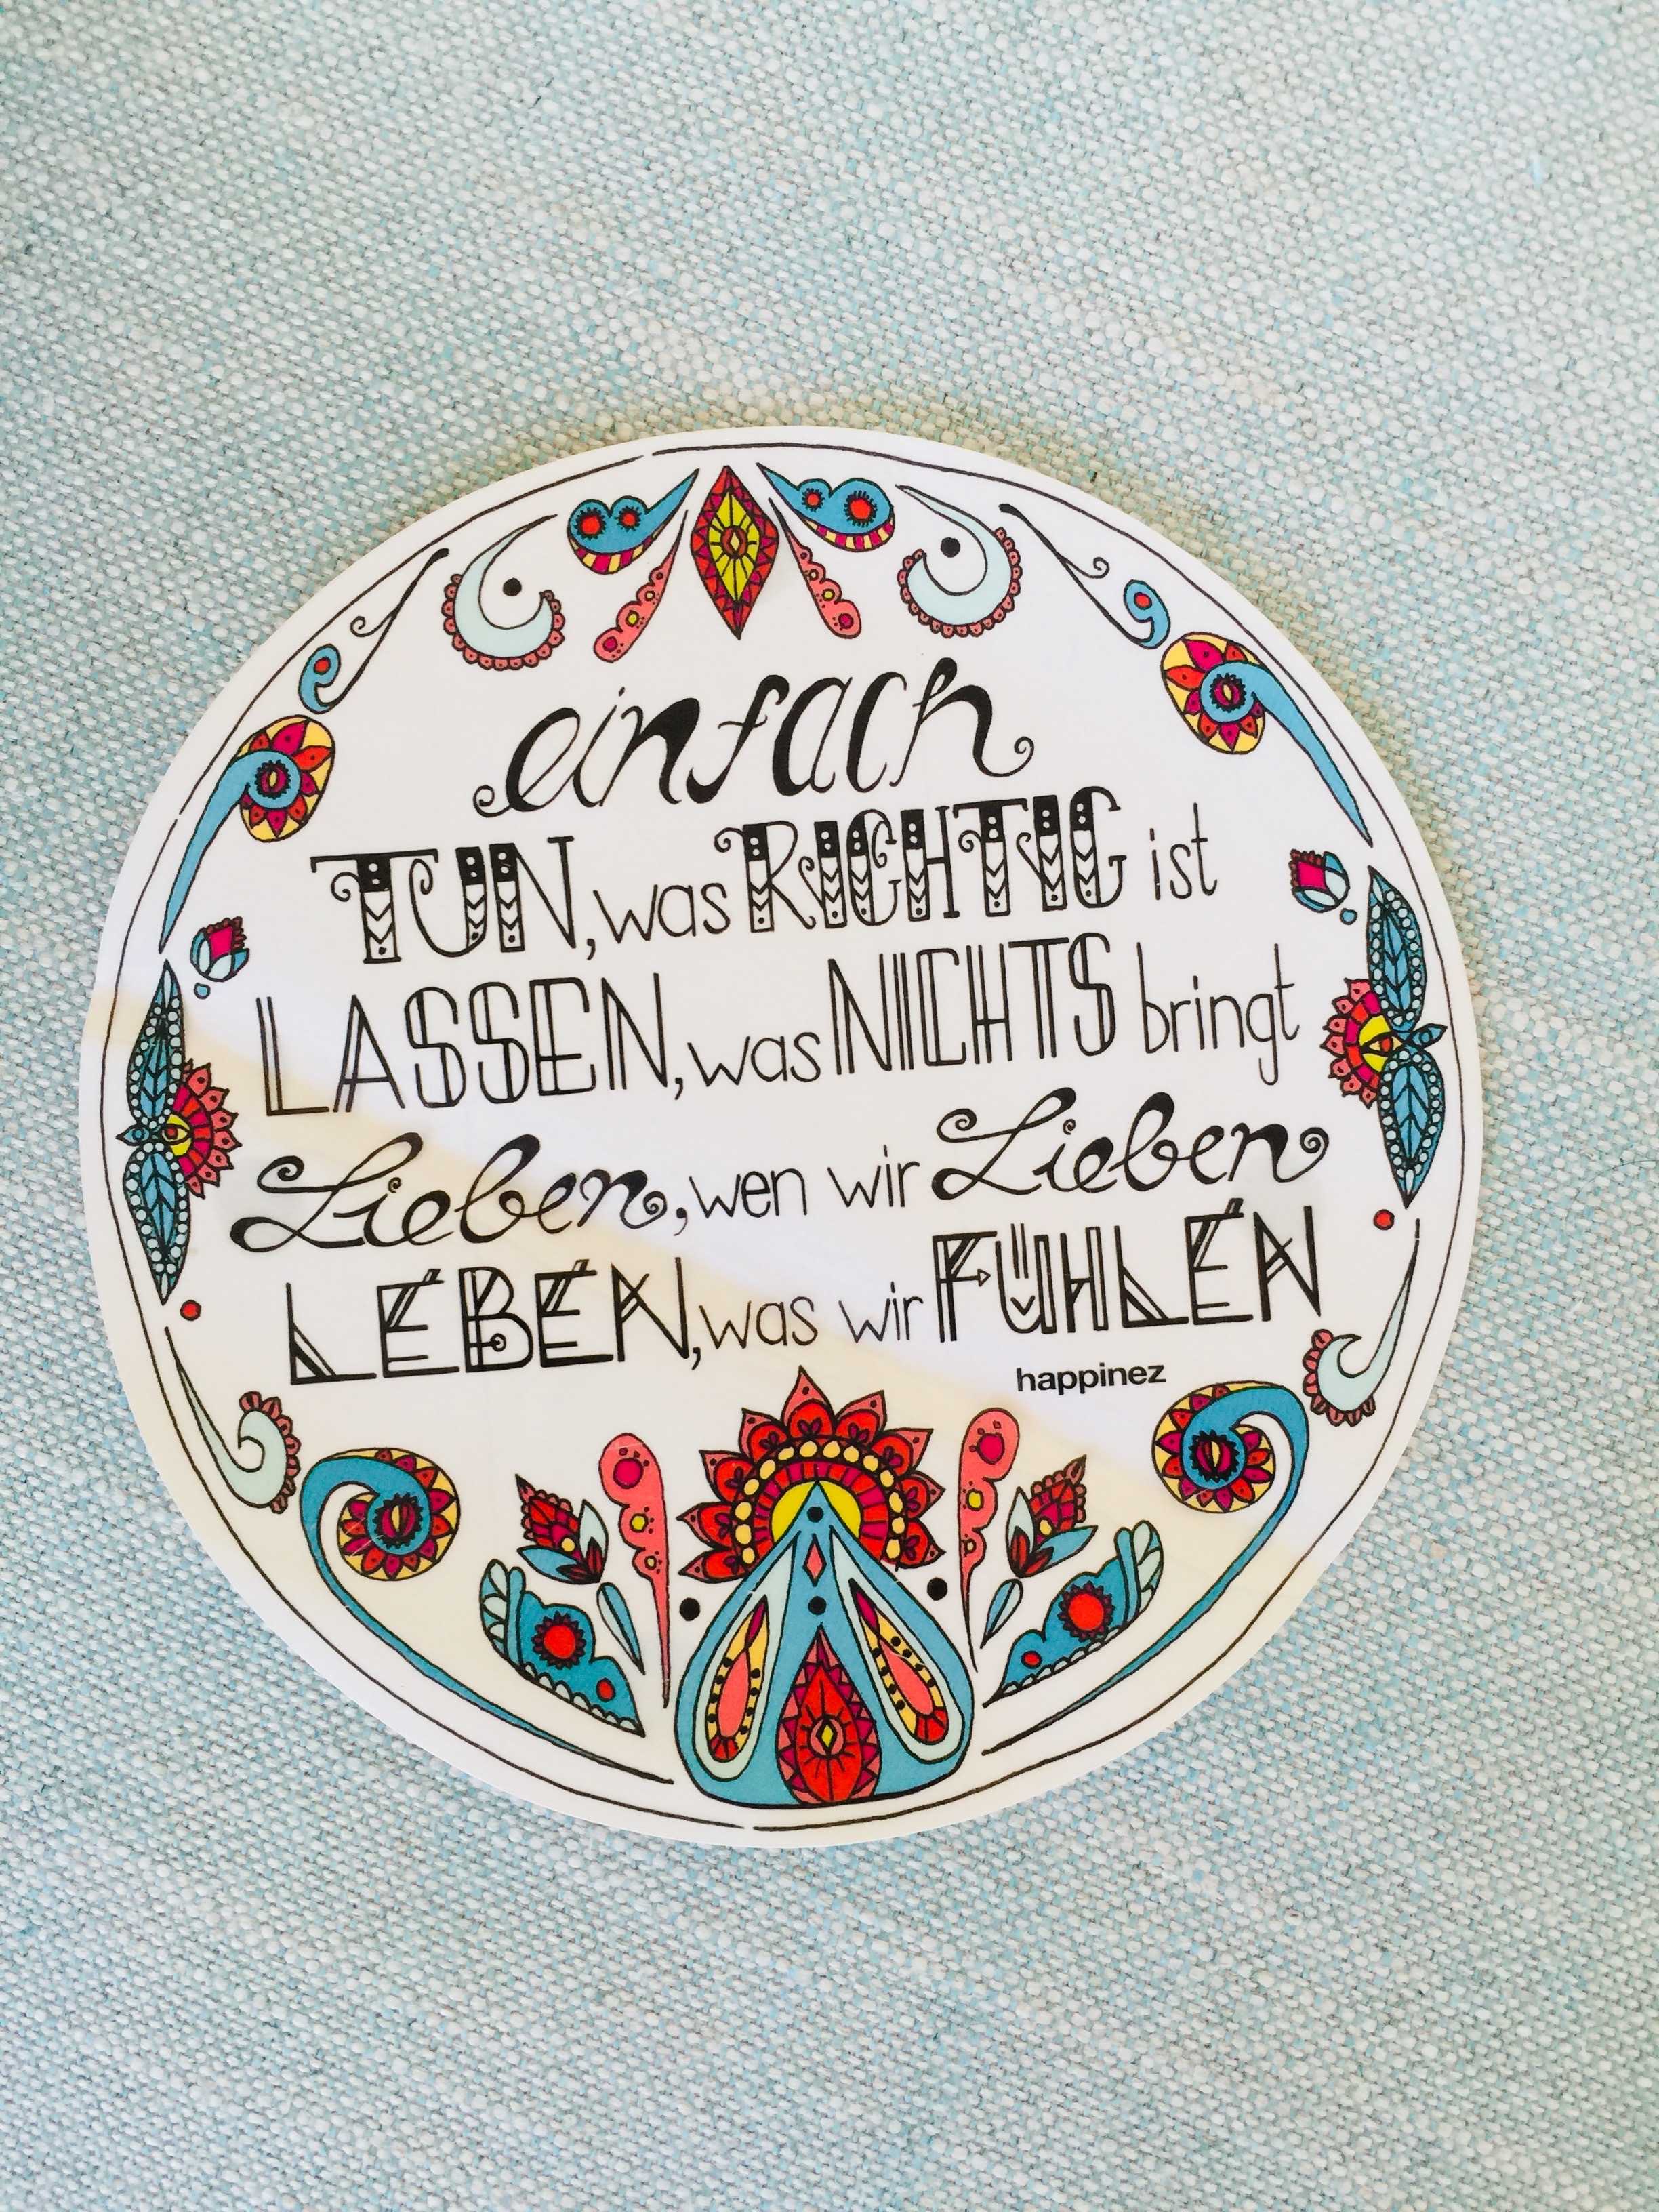 einfach
TUN, was RICHTIG ist
LASSEN, was NICHTS bringt
Lieben, wen wir Lieben
LEBEN, was wir FÜHLEN
happinez